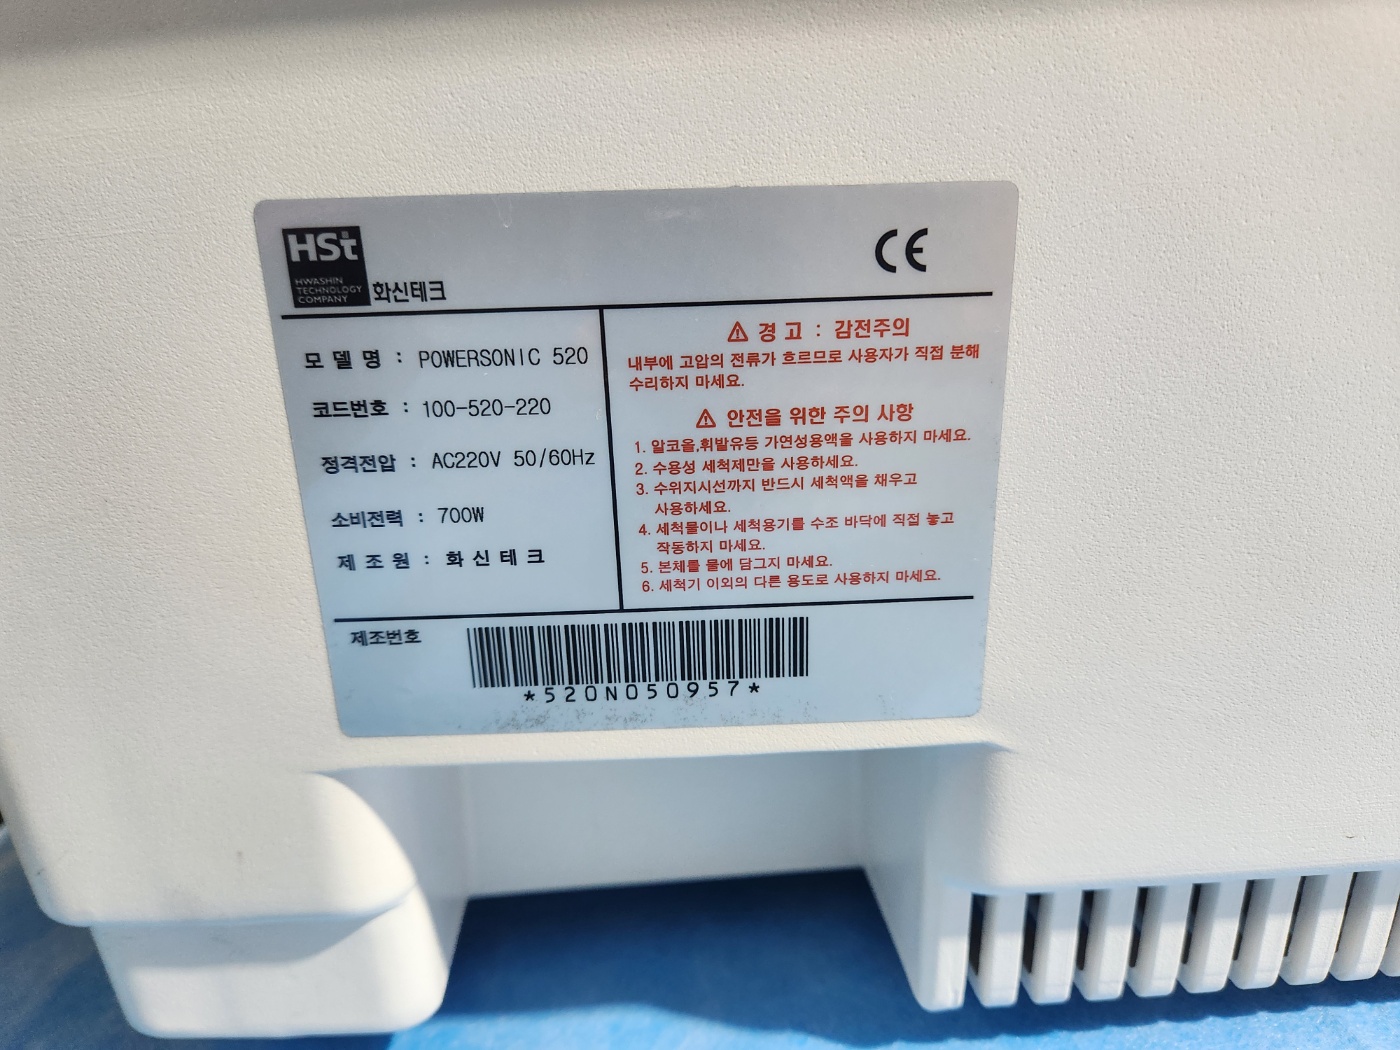 HSt
HWASHIN
TECHNOLOGY
COMPANY
화신테크
CE
모 델 명 : POWERSONIC 520
코드번호 : 100-520-220
정격전압 : AC220V 50/60Hz
소비전력 : 700W
제 조 원 : 화 신 테 크
⚠ 경 고 : 감전주의
내부에 고압의 전류가 흐르므로 사용자가 직접 분해
수리하지 마세요.
⚠ 안전을 위한 주의 사항
1. 알코올,휘발유등 가연성용액을 사용하지 마세요.
2. 수용성 세척제만을 사용하세요.
3. 수위지시선까지 반드시 세척액을 채우고
사용하세요.
4. 세척물이나 세척용기를 수조 바닥에 직접 놓고
작동하지 마세요.
5. 본체를 물에 담그지 마세요.
6. 세척기 이외의 다른 용도로 사용하지 마세요.
제조번호
*520N050957*